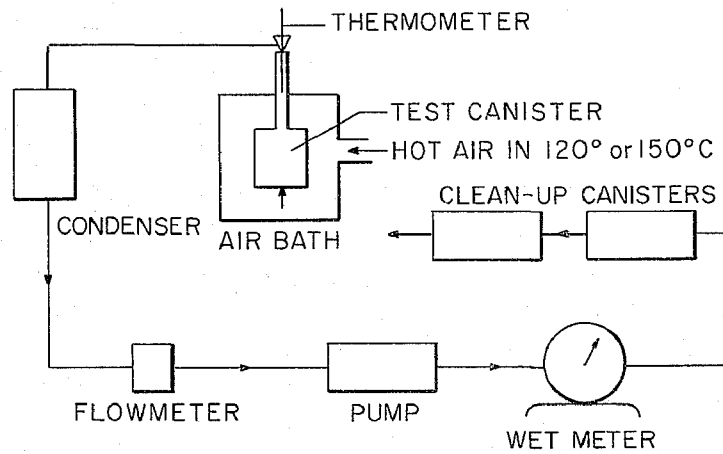 THERMOMETER
TEST CANISTER
HOT AIR IN 120° or 150°C
CLEAN-UP CANISTERS
CONDENSER
AIR BATH
FLOWMETER
PUMP
WET METER